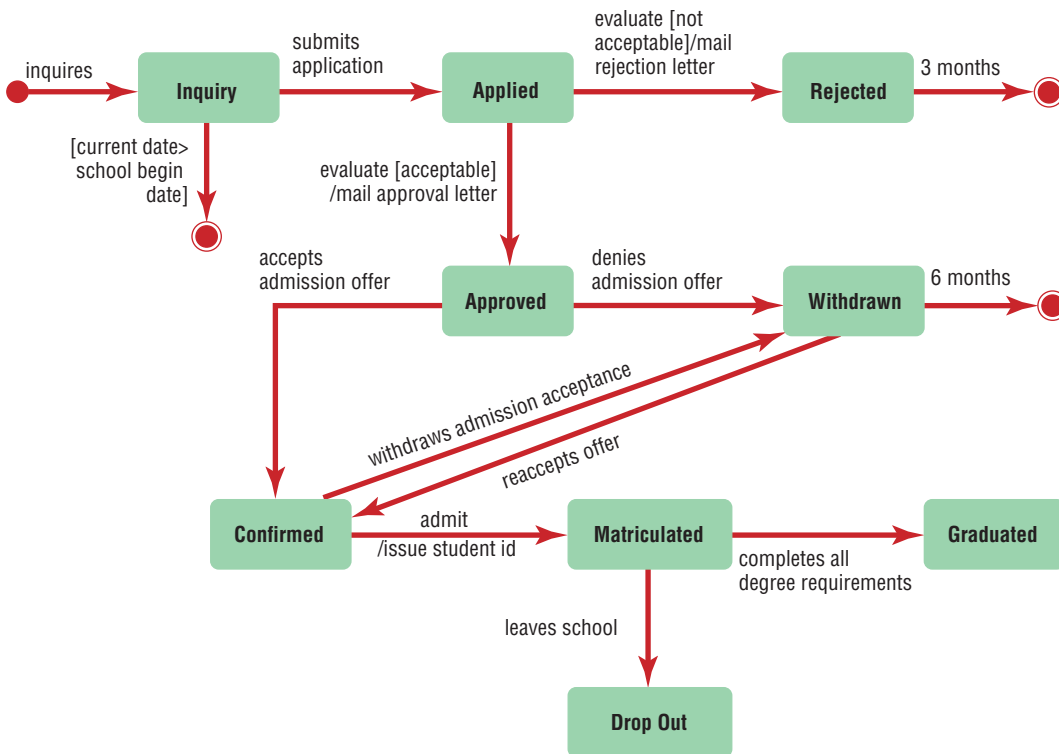 inquires
Inquiry
submits
application
Applied
evaluate [not
acceptable]/mail
rejection letter
Rejected
3 months
[current date>
school begin
date]
evaluate [acceptable]
/mail approval letter
accepts
admission offer
Approved
denies
admission offer
Withdrawn
6 months
withdraws admission acceptance
reaccepts offer
Confirmed
admit
/issue student id
Matriculated
completes all
degree requirements
Graduated
leaves school
Drop Out